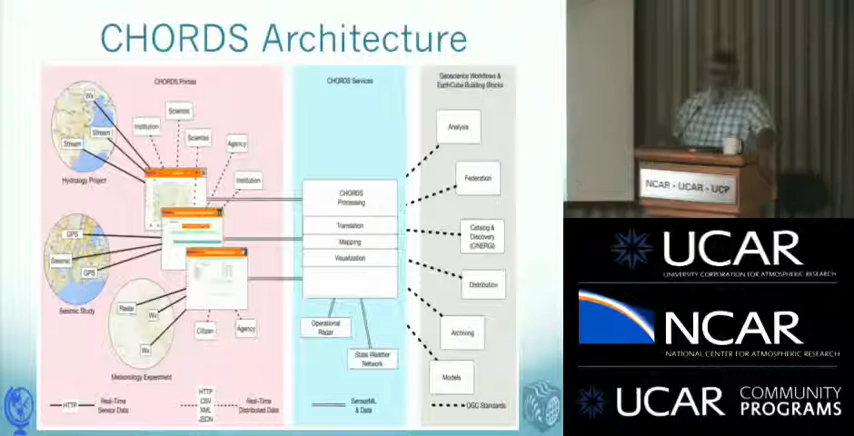 CHORDS Architecture
CHORDS Portals
CHORDS Services
Geoscience Workflows &
EarthCube Building Blocks
Wx
Stream
Stream
Hydrology Project
Institution
Scientist
Scientist
Agency
Institution
GPS
Seismic
GPS
Seismic Study
Radar
Wx
Wx
Meteorology Experiment
Citizen
Agency
CHORDS
Processing
Translation
Mapping
Visualization
Operational
Radar
State Weather
Network
Analysis
Federation
Catalog &
Discovery
(CINERGI)
Distribution
Archiving
Models
HTTP
Real-Time
Sensor Data
HTTP
CSV
XML
JSON
Real-Time
Distributed Data
SensorML
& Data
OGC Standards
NCAR - UCAR - UCP
UCAR
UNIVERSITY CORPORATION FOR ATMOSPHERIC RESEARCH
NCAR
NATIONAL CENTER FOR ATMOSPHERIC RESEARCH
UCAR COMMUNITY
PROGRAMS